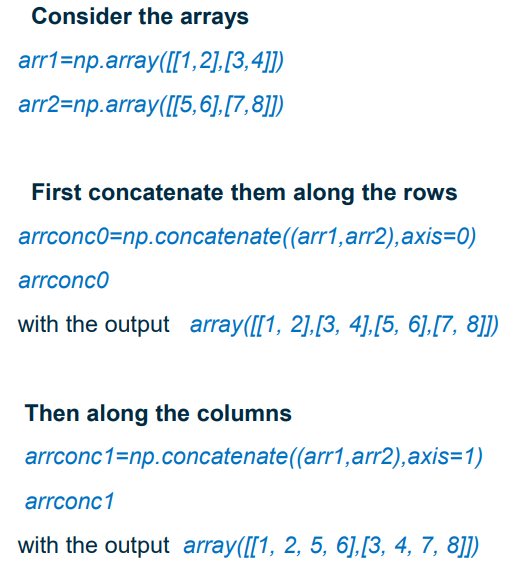 Consider the arrays
arr1=np.array([[1,2],[3,4]])
arr2=np.array([[5,6],[7,8]])
First concatenate them along the rows
arrconc0=np.concatenate((arr1,arr2),axis=0)
arrconc0
with the output array([[1, 2],[3, 4],[5, 6],[7, 8]])
Then along the columns
arrconc1=np.concatenate((arr1,arr2),axis=1)
arrconc1
with the output array([[1, 2, 5, 6],[3, 4, 7, 8]])